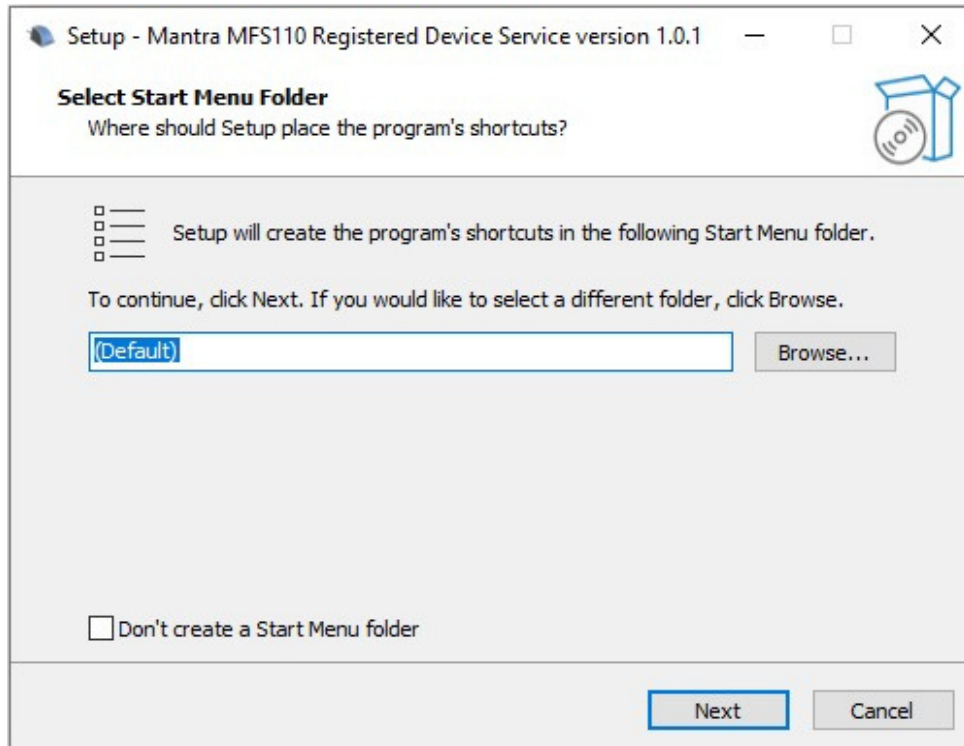 Setup - Mantra MFS110 Registered Device Service version 1.0.1
Select Start Menu Folder
Where should Setup place the program's shortcuts?
Setup will create the program's shortcuts in the following Start Menu folder.
To continue, click Next. If you would like to select a different folder, click Browse.
(Default)
Browse...
Don't create a Start Menu folder
Next
Cancel